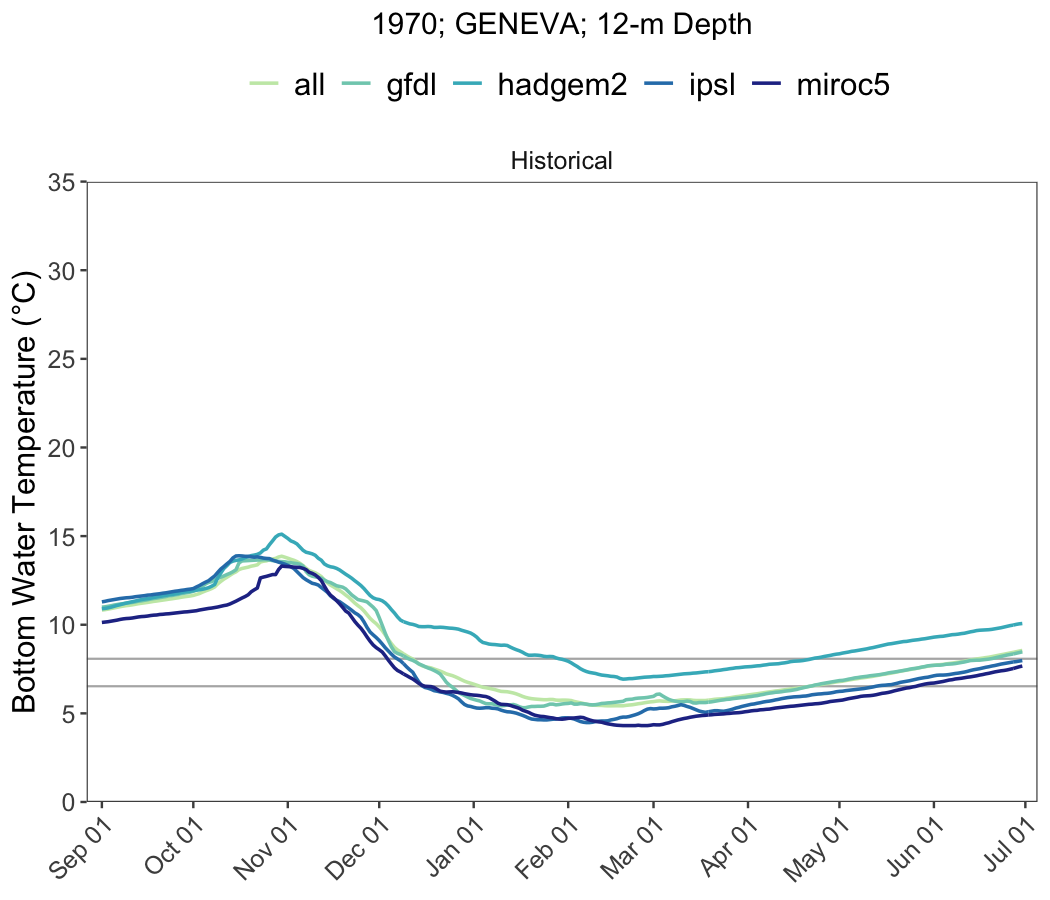 1970; GENEVA; 12-m Depth
all gfdl hadgem2 ipsl miroc5
Historical
Bottom Water Temperature (°C)
35
30
25
20
15
10
5
0
Sep 01 Oct 01 Nov 01 Dec 01 Jan 01 Feb 01 Mar 01 Apr 01 May 01 Jun 01 Jul 01